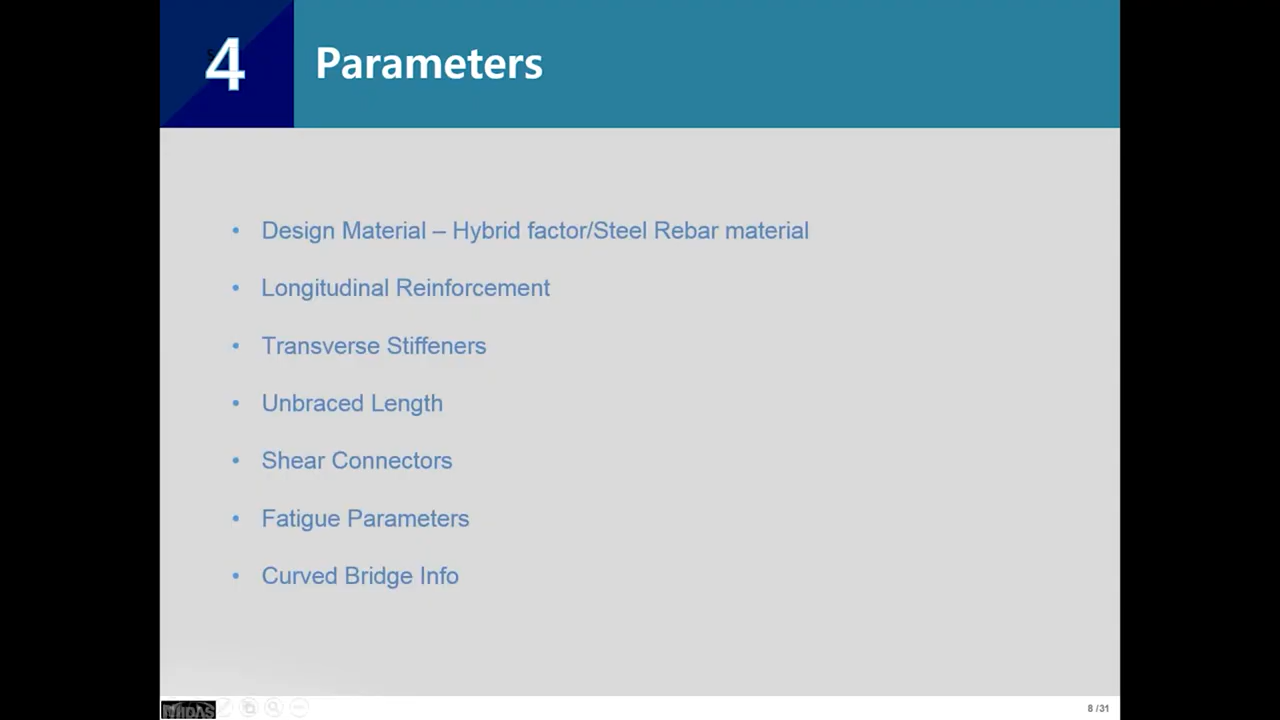 4
Parameters
• Design Material – Hybrid factor/Steel Rebar material
• Longitudinal Reinforcement
• Transverse Stiffeners
• Unbraced Length
• Shear Connectors
• Fatigue Parameters
• Curved Bridge Info
MIDAS
8 /31